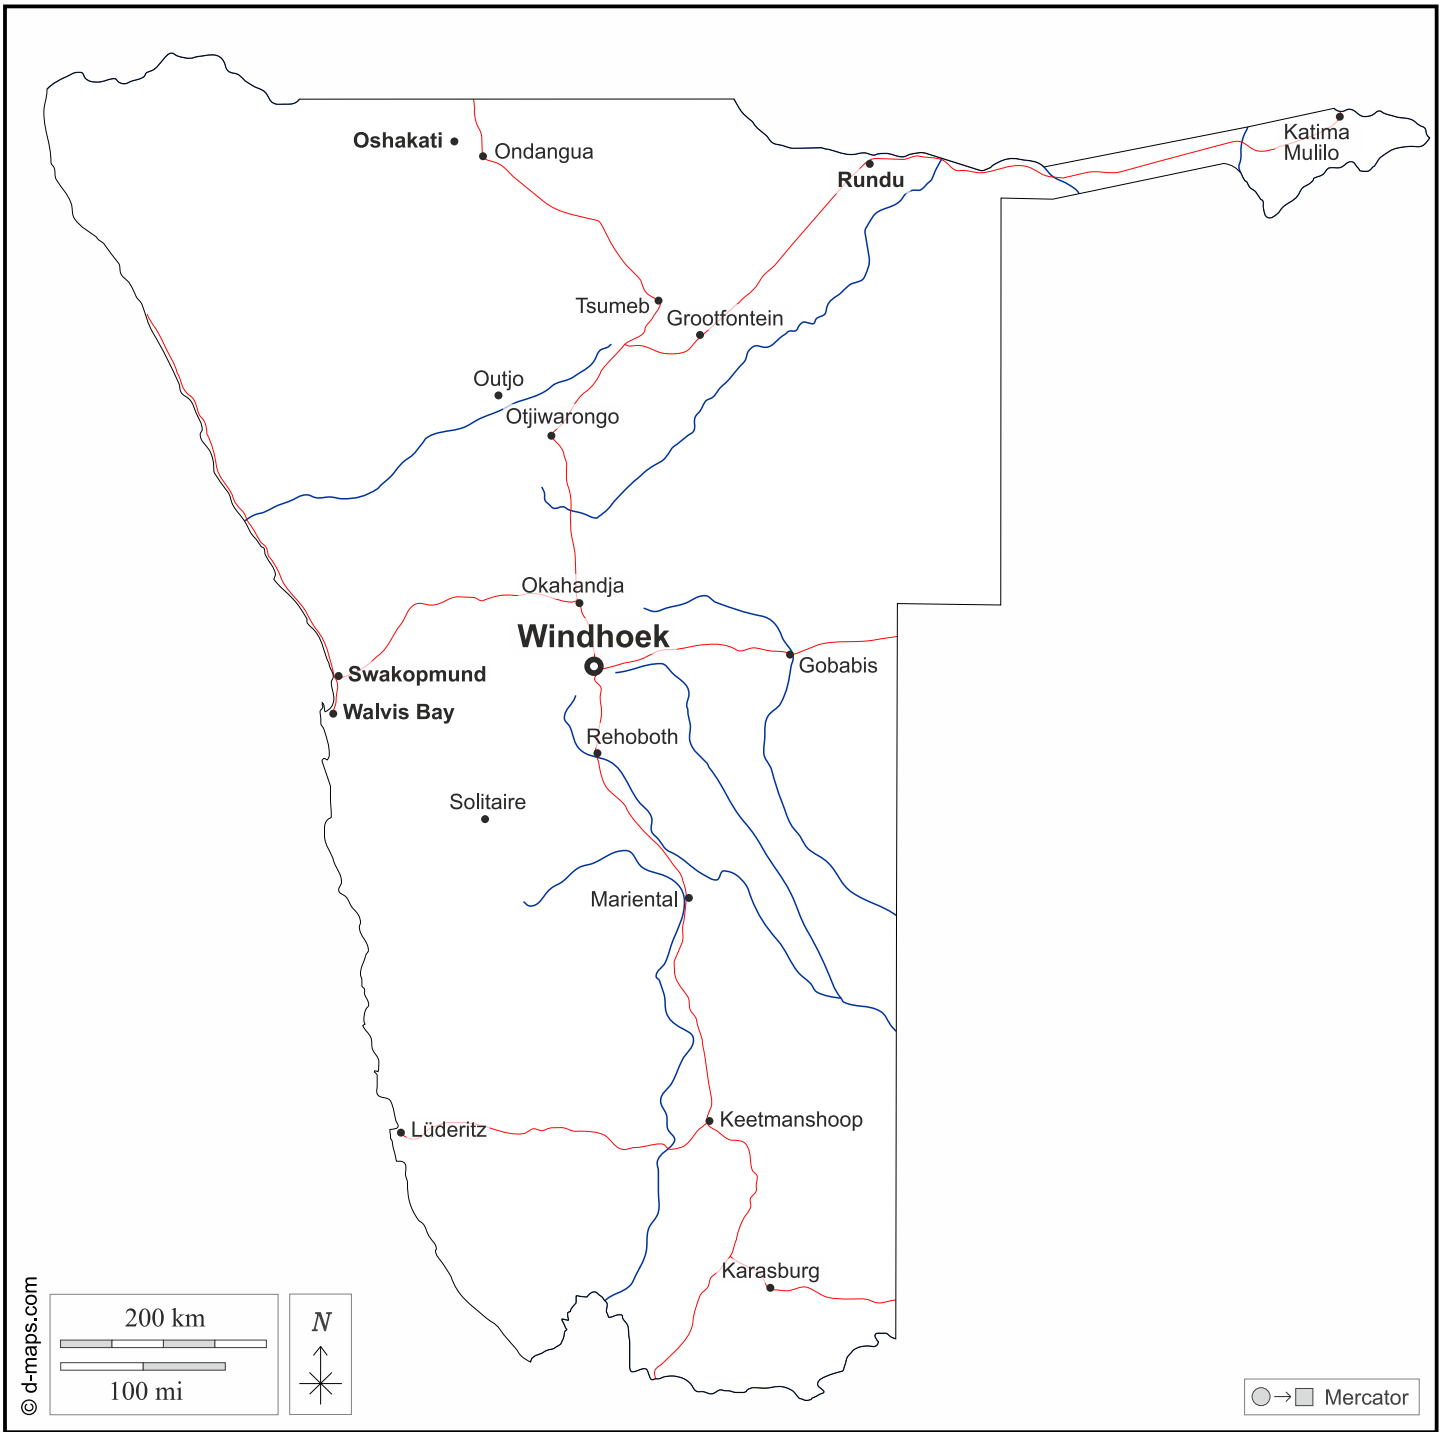 Oshakati
Ondangua
Katima
Mulilo
Rundu
Tsumeb
Grootfontein
Outjo
Otjiwarongo
Okahandja
Windhoek
Gobabis
Swakopmund
Walvis Bay
Rehoboth
Solitaire
Mariental
Keetmanshoop
Lüderitz
Karasburg
© d-maps.com
200 km
100 mi
N
Mercator